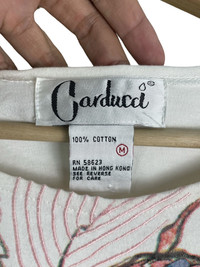 Carducci®
100% COTTON
M
RN 58623
MADE IN HONG KONG
SEE REVERSE
FOR CARE